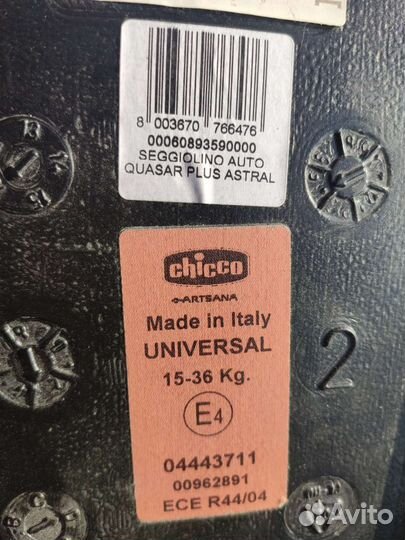 8 003670 766476
00060893590000
SEGGIOLINO AUTO
QUASAR PLUS ASTRAL
chicco
ARTSANA
Made in Italy
UNIVERSAL
15-36 Kg.
E4
2
04443711
00962891
ECE R44/04
Avito